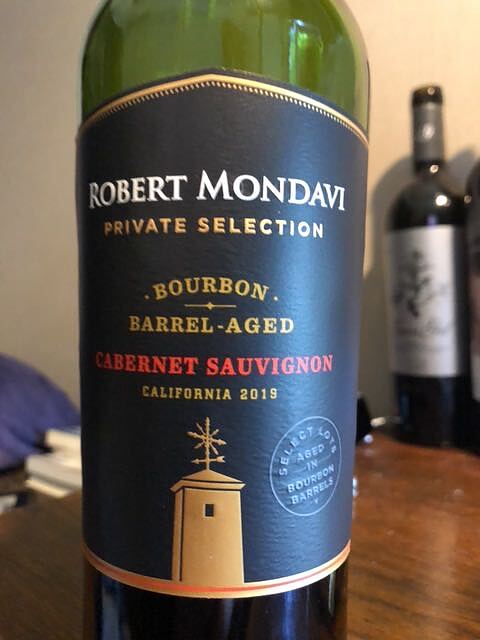 ROBERT MONDAVI
PRIVATE SELECTION
·BOURBON·
BARREL-AGED
CABERNET SAUVIGNON
CALIFORNIA 2019
SELECT LOTS
AGED
IN
BOURBON
BARRELS